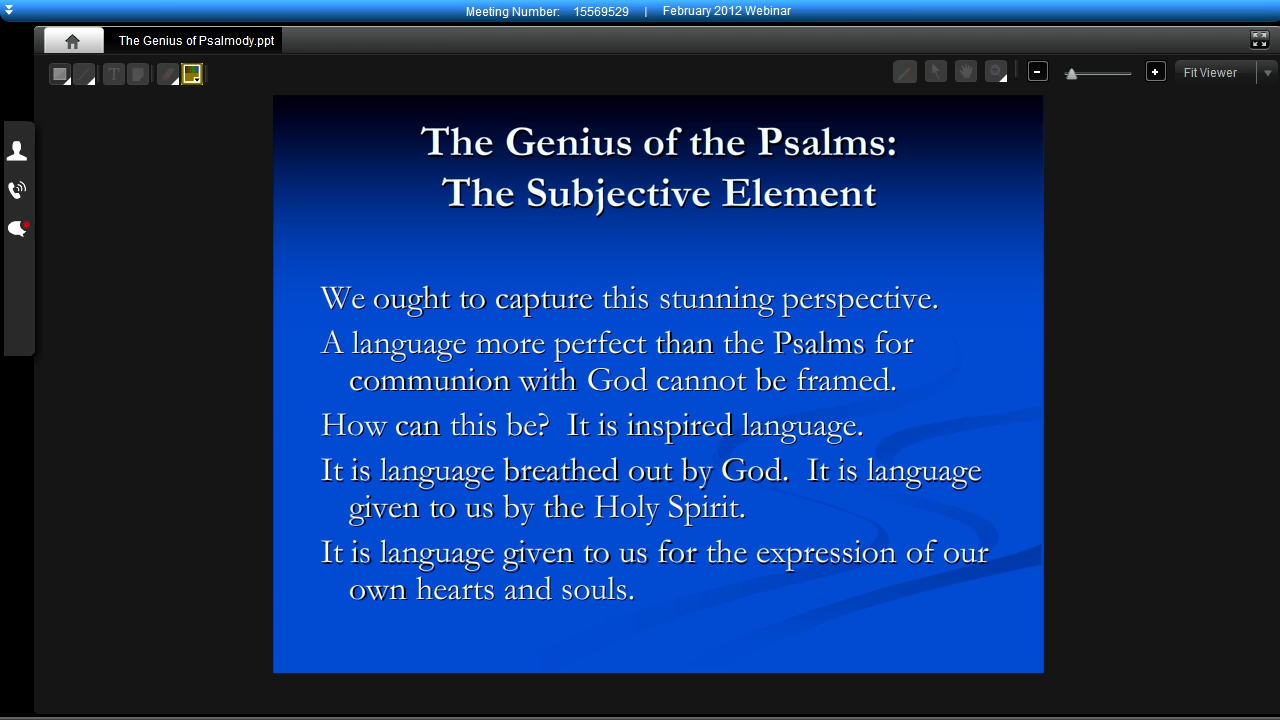 Meeting Number: 15569529 | February 2012 Webinar
The Genius of Psalmody.ppt
T
Fit Viewer
The Genius of the Psalms:
The Subjective Element
We ought to capture this stunning perspective.
A language more perfect than the Psalms for
communion with God cannot be framed.
How can this be?  It is inspired language.
It is language breathed out by God.  It is language
given to us by the Holy Spirit.
It is language given to us for the expression of our
own hearts and souls.